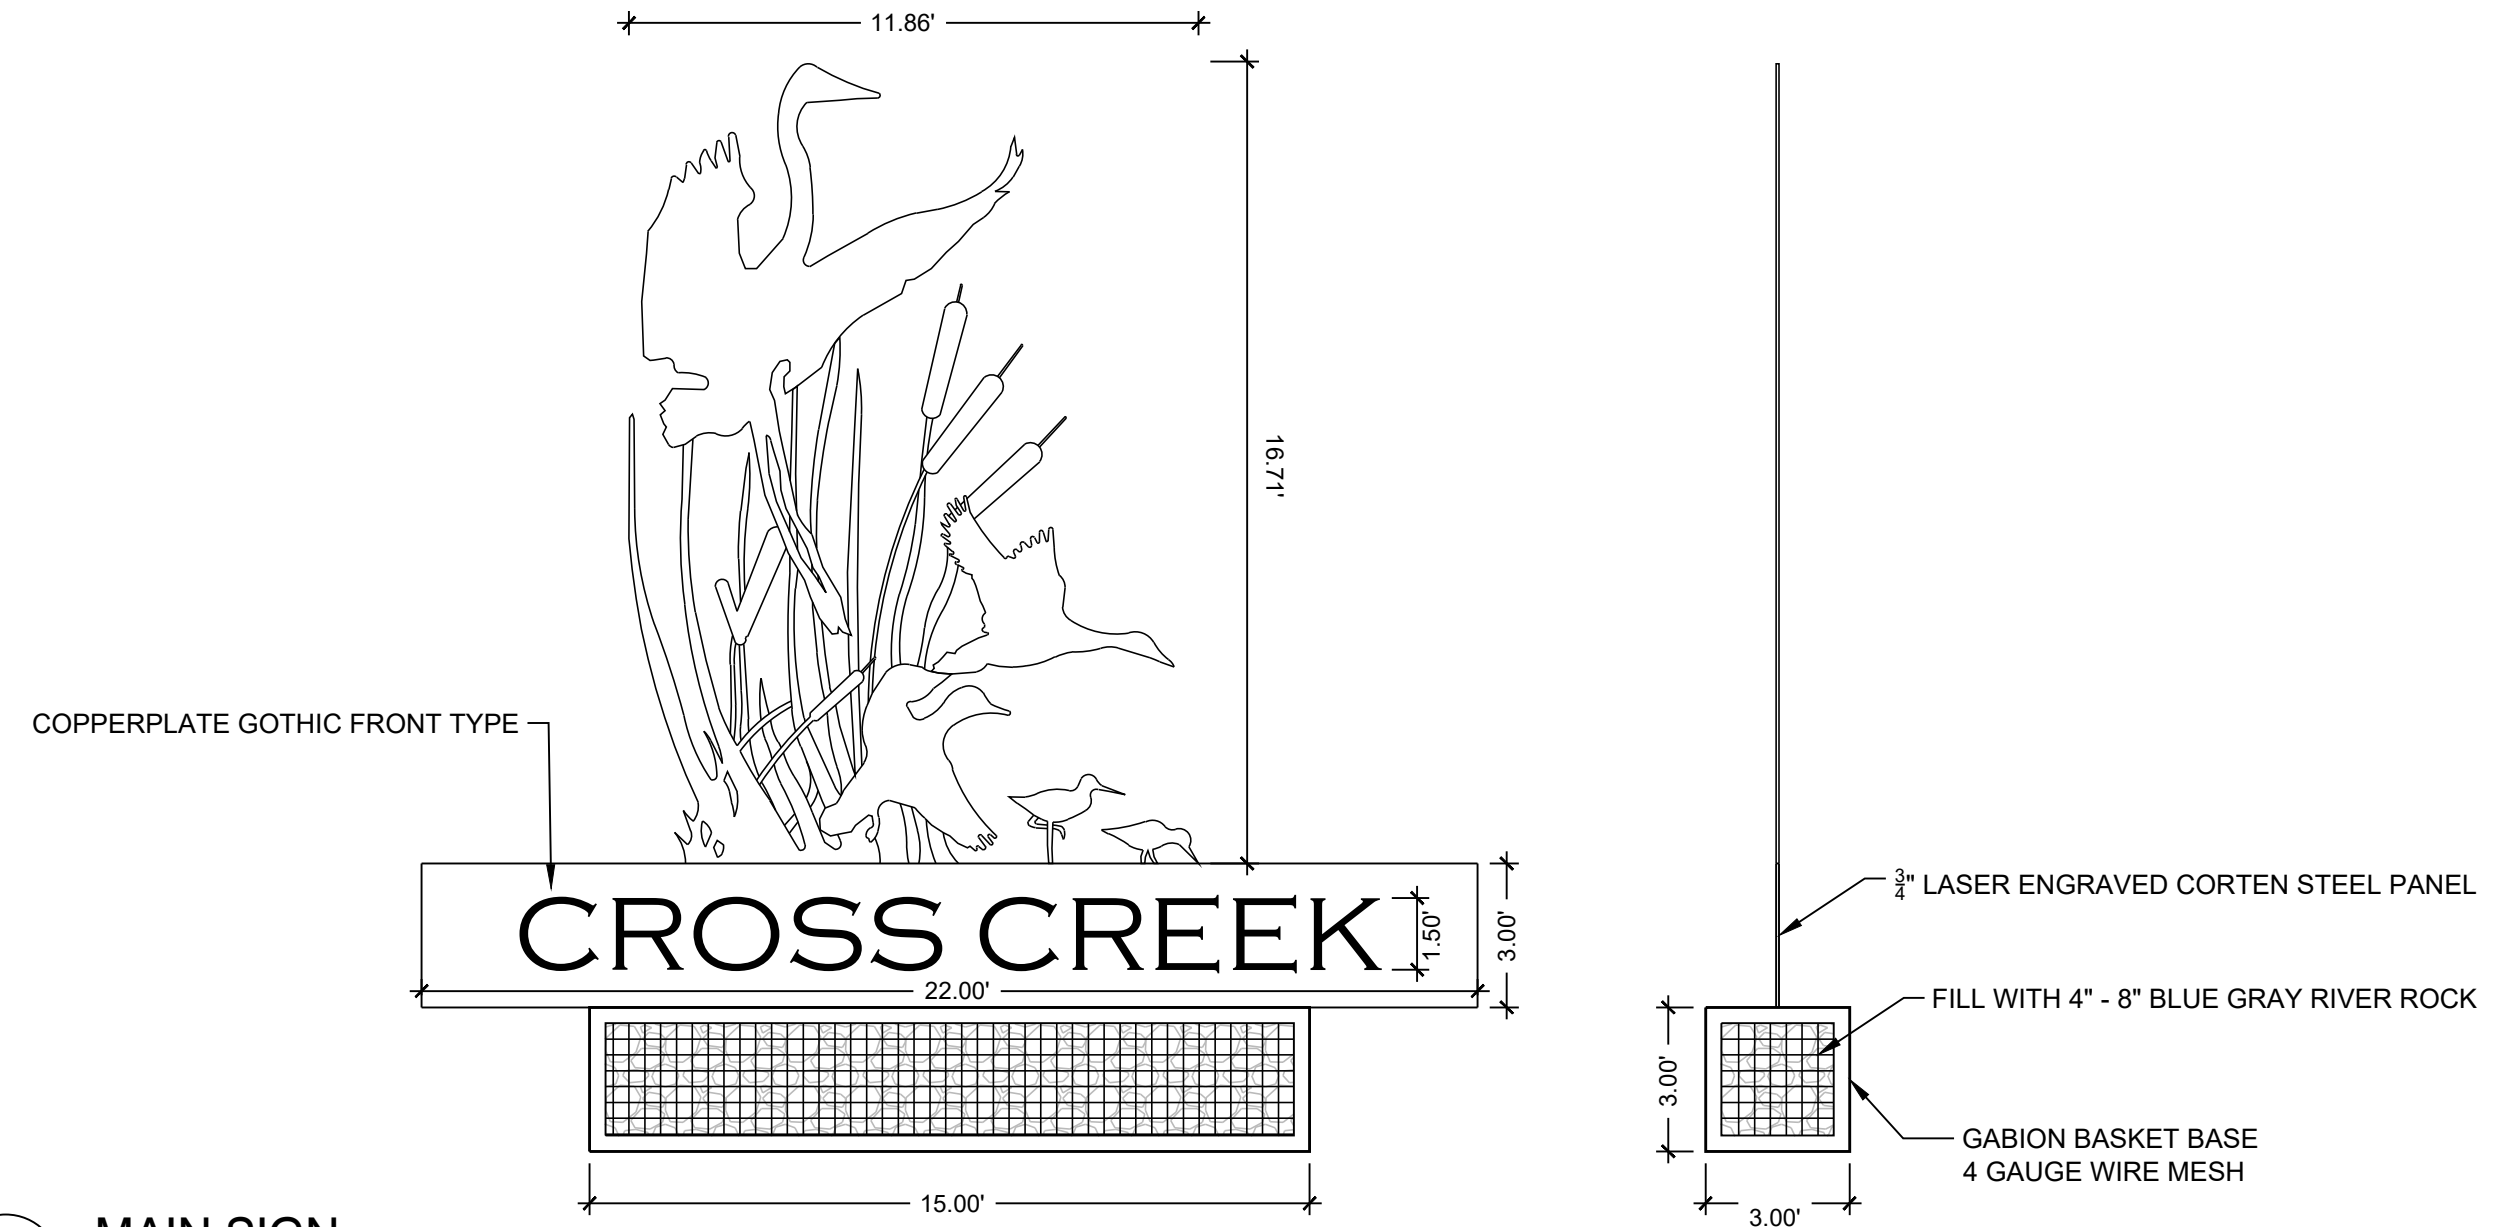 11.86'
16.71'
COPPERPLATE GOTHIC FRONT TYPE
CROSS CREEK
1.50'
3.00'
22.00'
15.00'
3/4" LASER ENGRAVED CORTEN STEEL PANEL
FILL WITH 4" - 8" BLUE GRAY RIVER ROCK
3.00'
GABION BASKET BASE
4 GAUGE WIRE MESH
3.00'
MAIN SIGN